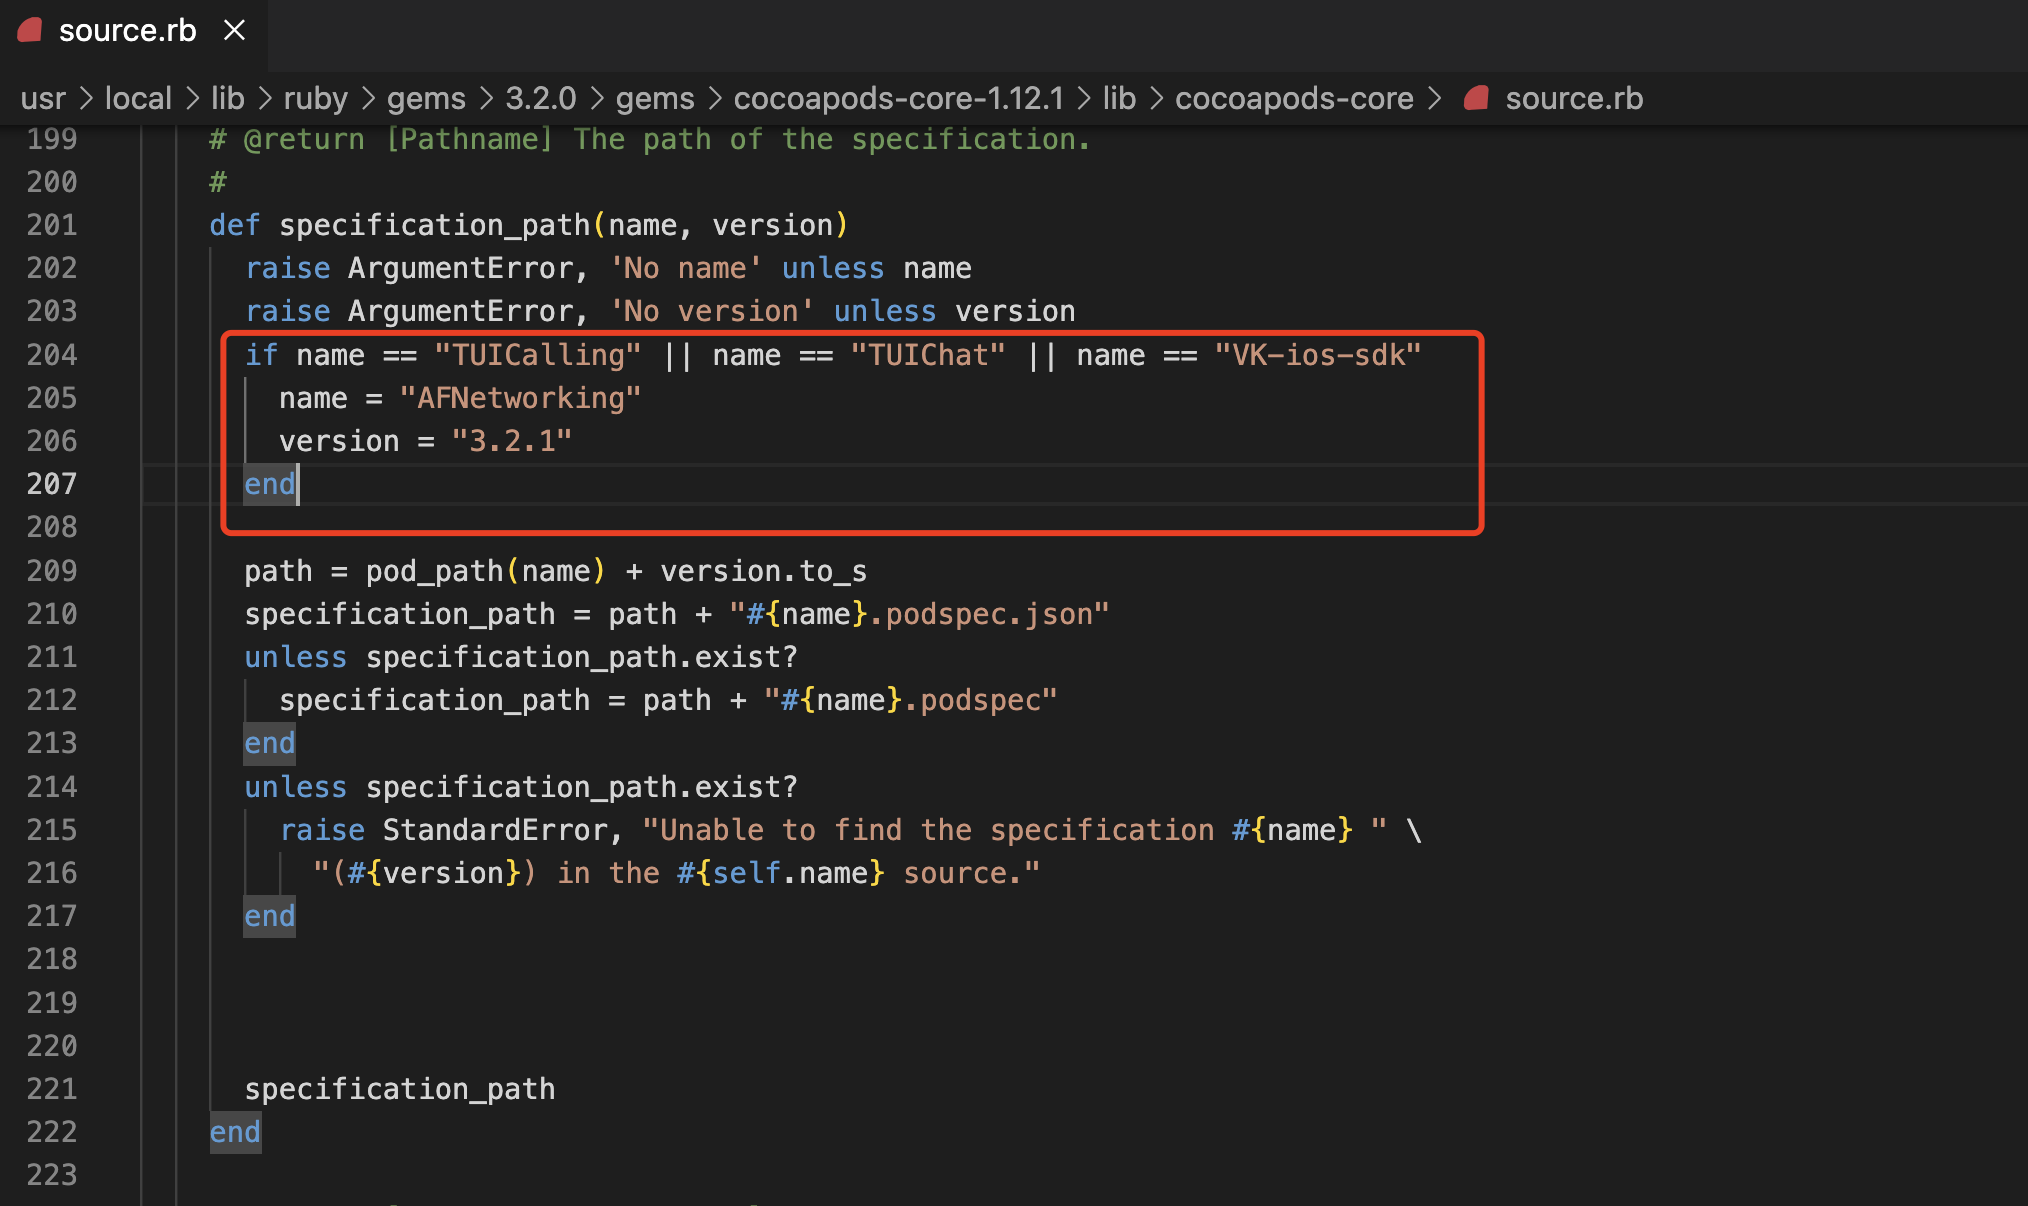 source.rb
usr > local > lib > ruby > gems > 3.2.0 > gems > cocoapods-core-1.12.1 > lib > cocoapods-core > source.rb
199 # @return [Pathname] The path of the specification.
200 #
201 def specification_path(name, version)
202 raise ArgumentError, 'No name' unless name
203 raise ArgumentError, 'No version' unless version
204 if name == "TUICalling" || name == "TUIChat" || name == "VK-ios-sdk"
205 name = "AFNetworking"
206 version = "3.2.1"
207 end
208
209 path = pod_path(name) + version.to_s
210 specification_path = path + "#{name}.podspec.json"
211 unless specification_path.exist?
212 specification_path = path + "#{name}.podspec"
213 end
214 unless specification_path.exist?
215 raise StandardError, "Unable to find the specification #{name} " \
216 "(#{version}) in the #{self.name} source."
217 end
218
219
220
221 specification_path
222 end
223